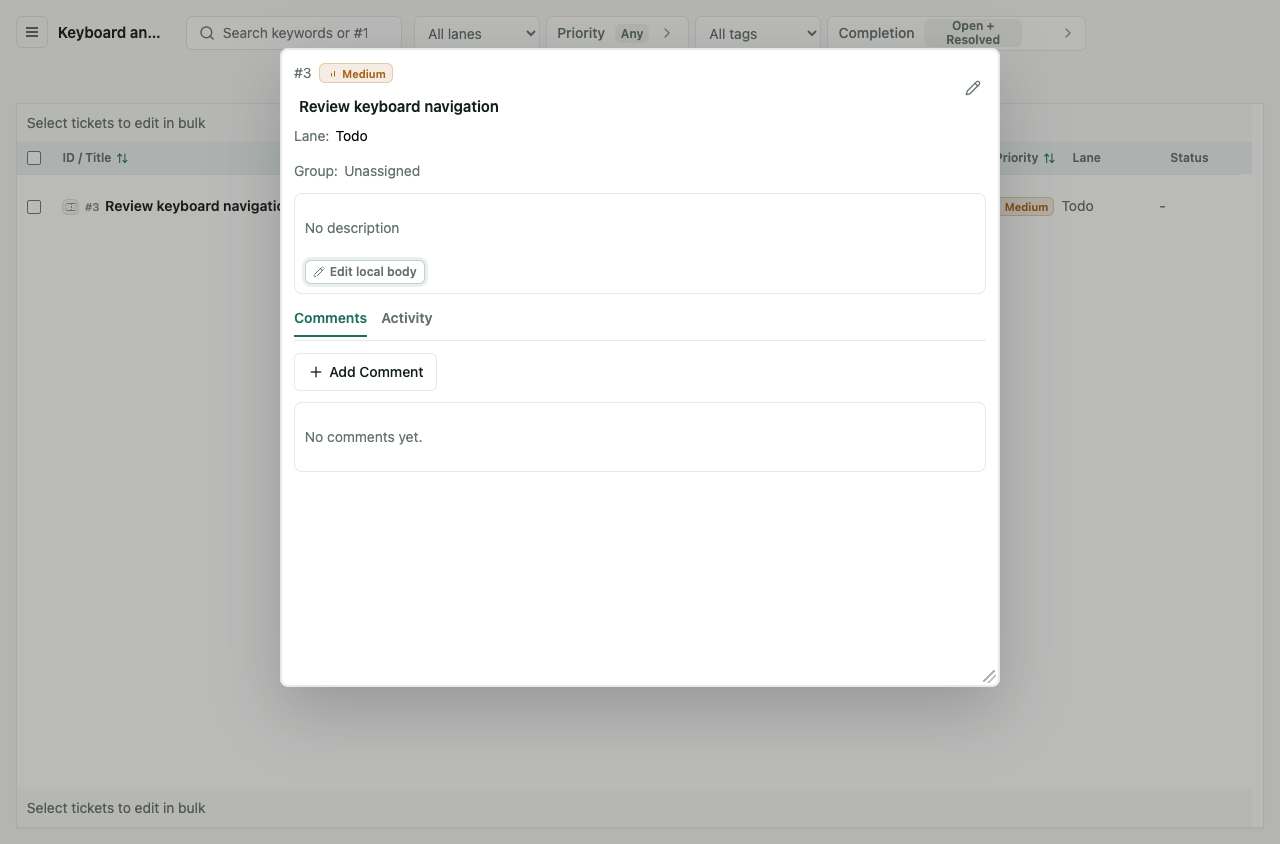 Keyboard an...
Search keywords or #1
All lanes
Priority Any
All tags
Completion
Open +
Resolved
#3 Medium
Review keyboard navigation
Lane: Todo
Group: Unassigned
No description
Edit local body
Comments Activity
Add Comment
No comments yet.
Select tickets to edit in bulk
ID / Title
Priority Lane Status
#3 Review keyboard navigatio
Medium Todo -
Select tickets to edit in bulk